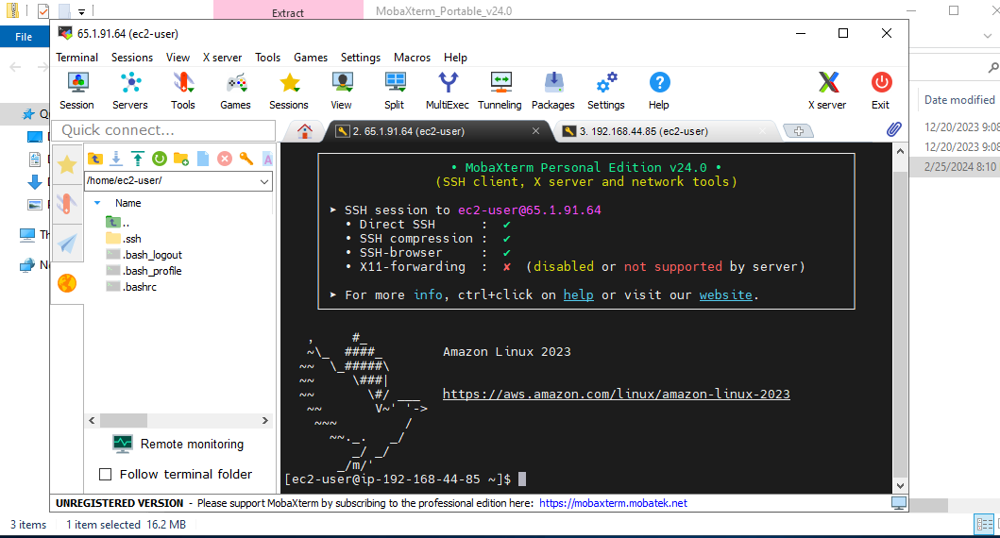 Extract
MobaXterm_Portable_v24.0
File
65.1.91.64 (ec2-user)
Terminal Sessions View X server Tools Games Settings Macros Help
Session Servers Tools Games Sessions View Split MultiExec Tunneling Packages Settings Help X server Exit
Quick connect...
2. 65.1.91.64 (ec2-user)
3. 192.168.44.85 (ec2-user)
Date modified
12/20/2023 9:08
12/20/2023 9:08
2/25/2024 8:10
/home/ec2-user/
Name
..
.ssh
.bash_logout
.bash_profile
.bashrc
Remote monitoring
Follow terminal folder
• MobaXterm Personal Edition v24.0 •
(SSH client, X server and network tools)
➤ SSH session to ec2-user@65.1.91.64
• Direct SSH : ✔
• SSH compression : ✔
• SSH-browser : ✔
• X11-forwarding : ✘ (disabled or not supported by server)
➤ For more info, ctrl+click on help or visit our website.
   ,     #_
   ~\_  ####_        Amazon Linux 2023
  ~~  \_#####\
  ~~     \###|
  ~~       \#/ ___   https://aws.amazon.com/linux/amazon-linux-2023
   ~~       V~' '->
    ~~~         /
      ~~._.   _/
         _/ _/
       _/m/'
[ec2-user@ip-192-168-44-85 ~]$
UNREGISTERED VERSION - Please support MobaXterm by subscribing to the professional edition here: https://mobaxterm.mobatek.net
3 items 1 item selected 16.2 MB